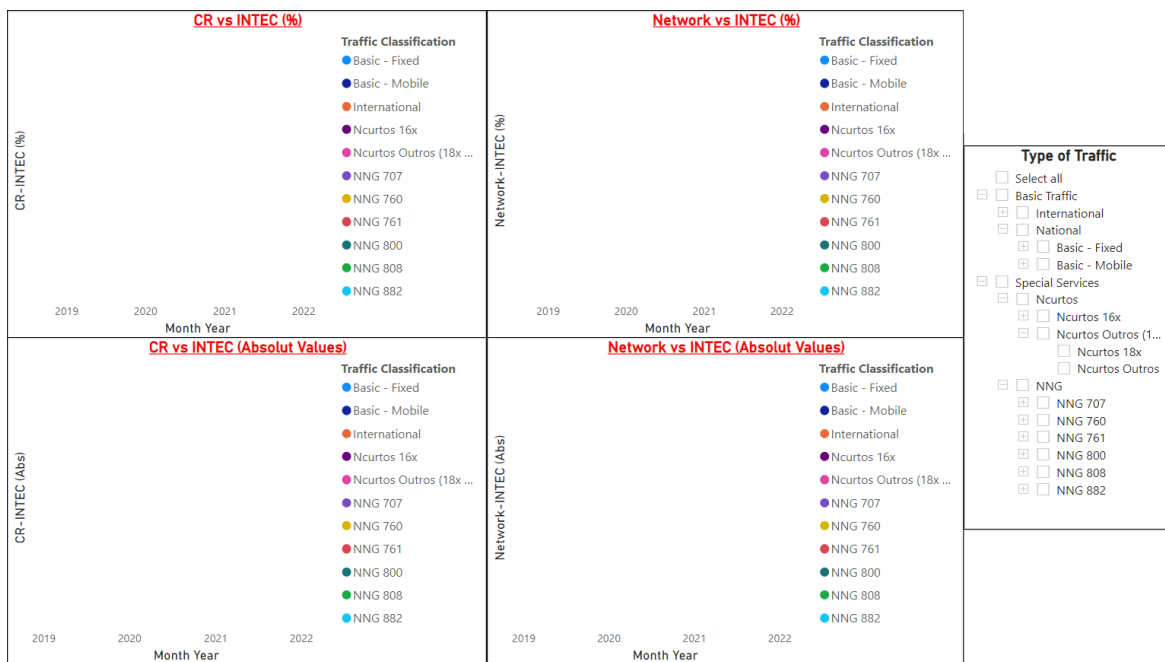 CR vs INTEC (%)
Traffic Classification
Basic - Fixed
Basic - Mobile
International
Ncurtos 16x
Ncurtos Outros (18x ...
NNG 707
NNG 760
NNG 761
NNG 800
NNG 808
NNG 882
CR-INTEC (%)
2019 2020 2021 2022
Month Year
Network vs INTEC (%)
Traffic Classification
Basic - Fixed
Basic - Mobile
International
Ncurtos 16x
Ncurtos Outros (18x ...
NNG 707
NNG 760
NNG 761
NNG 800
NNG 808
NNG 882
Network-INTEC (%)
2019 2020 2021 2022
Month Year
CR vs INTEC (Absolut Values)
Traffic Classification
Basic - Fixed
Basic - Mobile
International
Ncurtos 16x
Ncurtos Outros (18x ...
NNG 707
NNG 760
NNG 761
NNG 800
NNG 808
NNG 882
CR-INTEC (Abs)
2019 2020 2021 2022
Month Year
Network vs INTEC (Absolut Values)
Traffic Classification
Basic - Fixed
Basic - Mobile
International
Ncurtos 16x
Ncurtos Outros (18x ...
NNG 707
NNG 760
NNG 761
NNG 800
NNG 808
NNG 882
Network-INTEC (Abs)
2019 2020 2021 2022
Month Year
Type of Traffic
Select all
Basic Traffic
International
National
Basic - Fixed
Basic - Mobile
Special Services
Ncurtos
Ncurtos 16x
Ncurtos Outros (1...
Ncurtos 18x
Ncurtos Outros
NNG
NNG 707
NNG 760
NNG 761
NNG 800
NNG 808
NNG 882